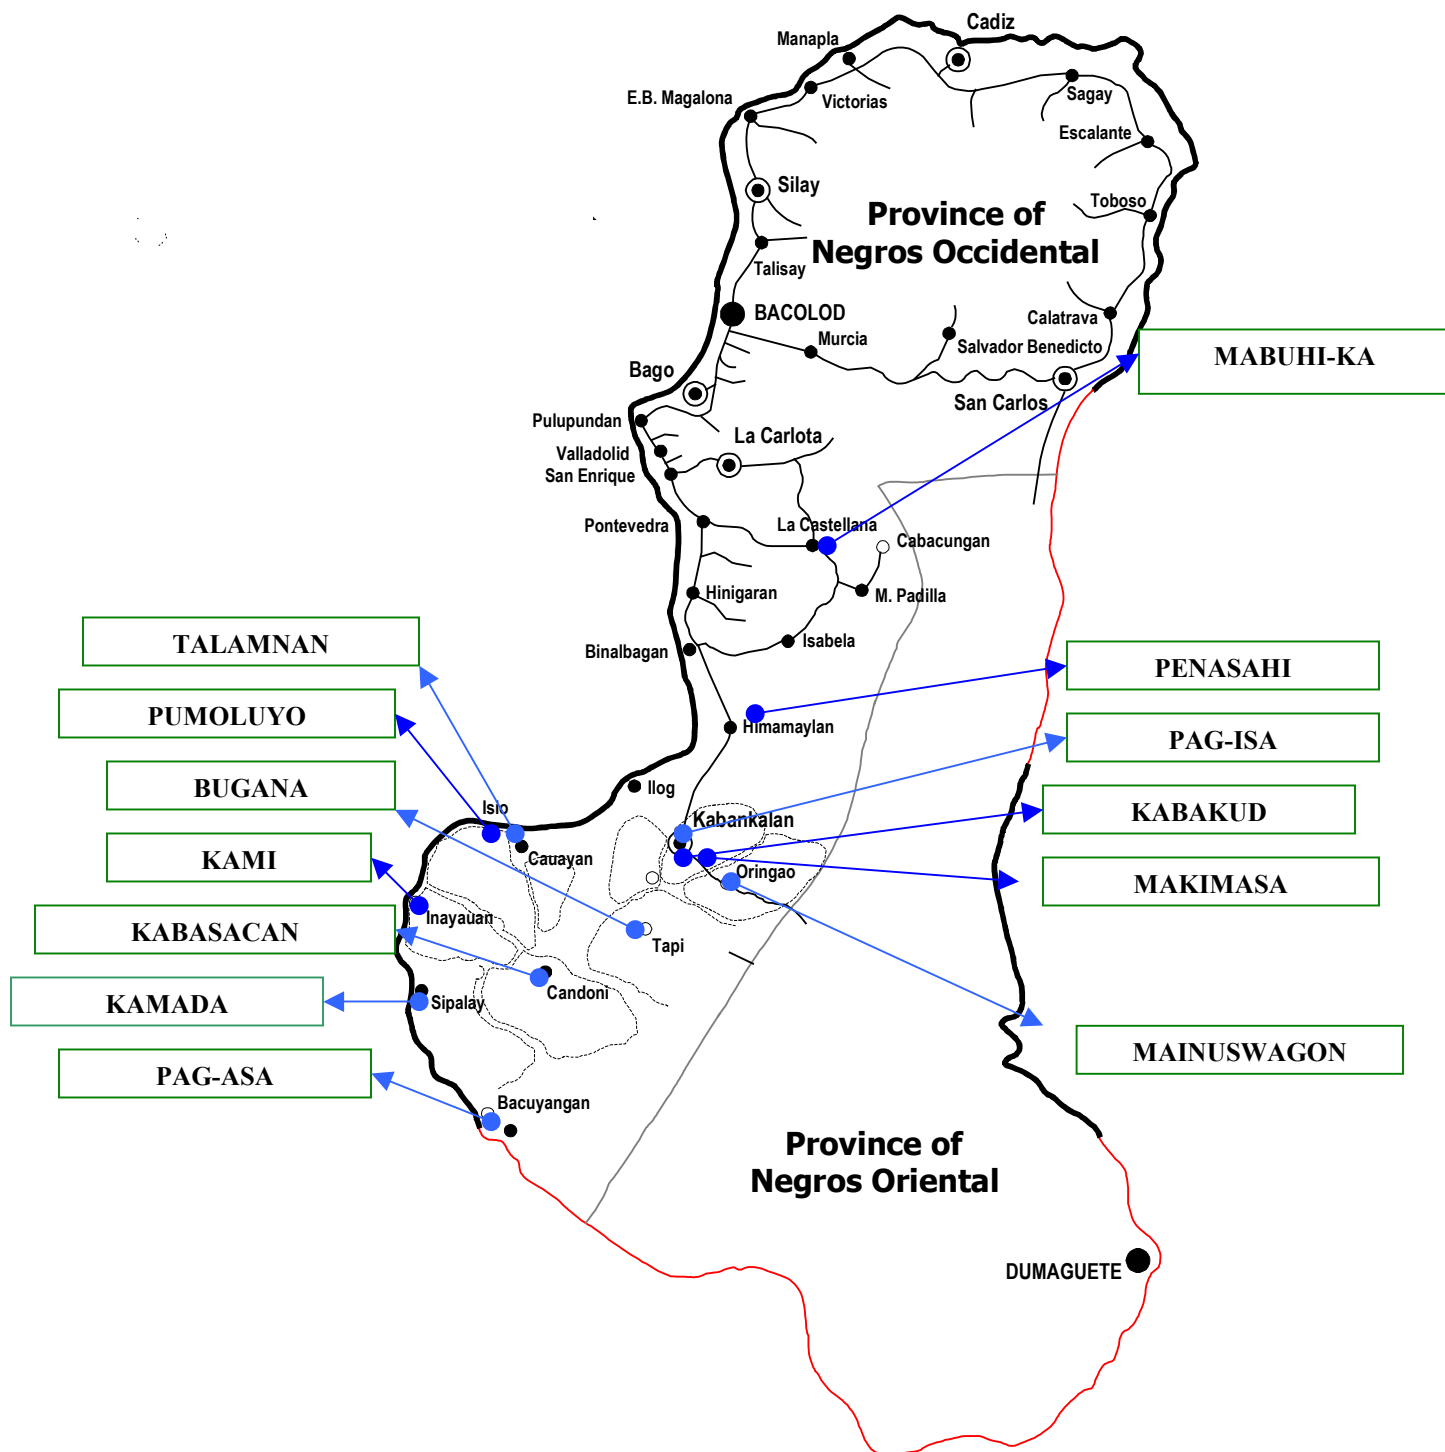 Cadiz
Manapla
Sagay
Victorias
E.B. Magalona
Escalante
Silay
Toboso
Province of
Negros Occidental
Talisay
BACOLOD
Calatrava
Murcia
Salvador Benedicto
MABUHI-KA
Bago
San Carlos
Pulupundan
La Carlota
Valladolid
San Enrique
Pontevedra
La Castellana
Cabacungan
Hinigaran
M. Padilla
TALAMNAN
Isabela
Binalbagan
PENASAHI
PUMOLUYO
Himamaylan
PAG-ISA
BUGANA
Ilog
Isio
KABAKUD
Kabankalan
KAMI
Cauayan
Oringao
MAKIMASA
Inayauan
KABASACAN
Tapi
KAMADA
Candoni
Sipalay
MAINUSWAGON
PAG-ASA
Bacuyangan
Province of
Negros Oriental
DUMAGUETE